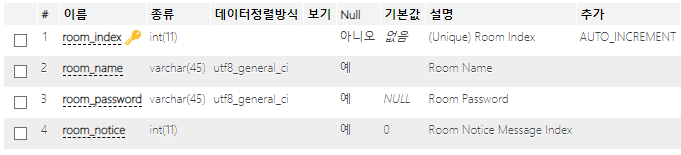 # 이름 종류 데이터정렬방식 보기 Null 기본값 설명 추가
1 room_index int(11) 아니오 없음 (Unique) Room Index AUTO_INCREMENT
2 room_name varchar(45) utf8_general_ci 예 Room Name
3 room_password varchar(45) utf8_general_ci 예 NULL Room Password
4 room_notice int(11) 예 0 Room Notice Message Index